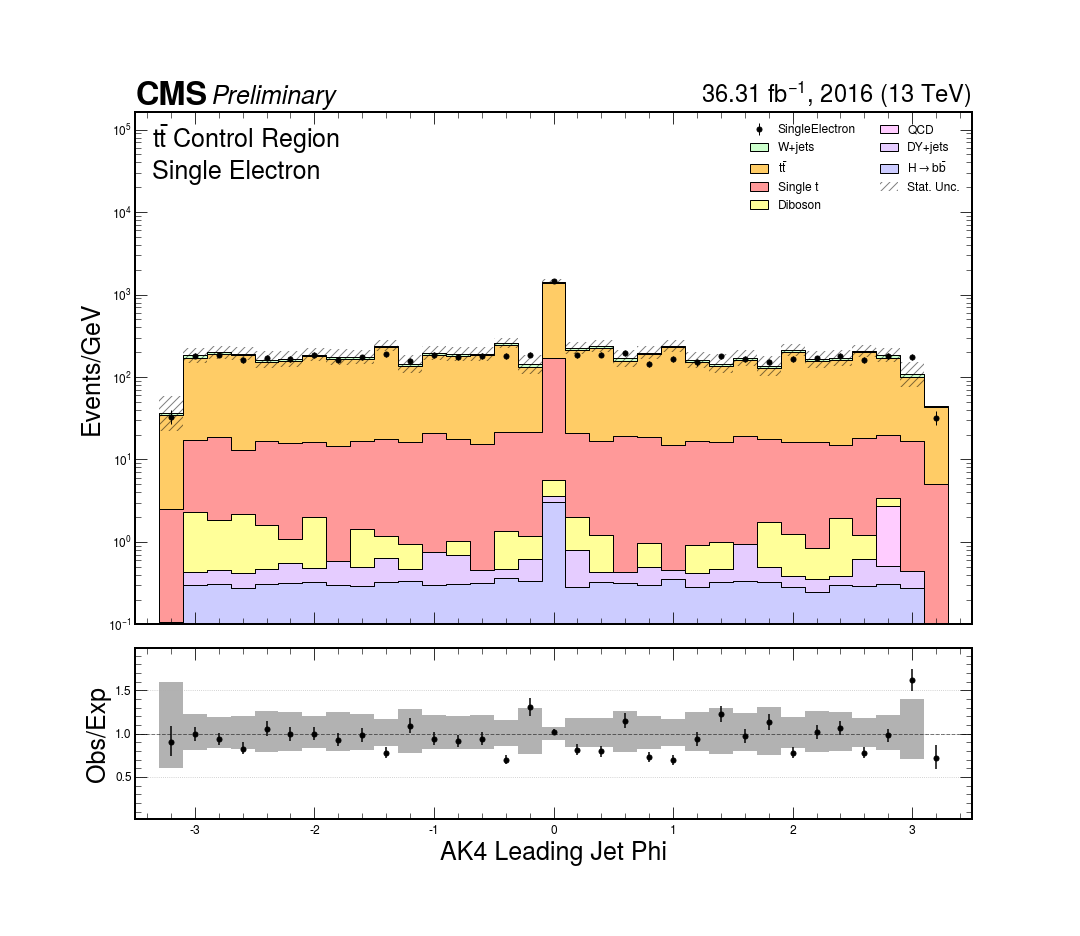 CMS Preliminary 36.31 fb⁻¹, 2016 (13 TeV)
tt̄ Control Region
Single Electron
SingleElectron
W+jets
tt̄
Single t
Diboson
QCD
DY+jets
H→bb̄
Stat. Unc.
Events/GeV
10⁵
10⁴
10³
10²
10¹
10⁰
10⁻¹
Obs/Exp
1.5
1.0
0.5
-3 -2 -1 0 1 2 3
AK4 Leading Jet Phi